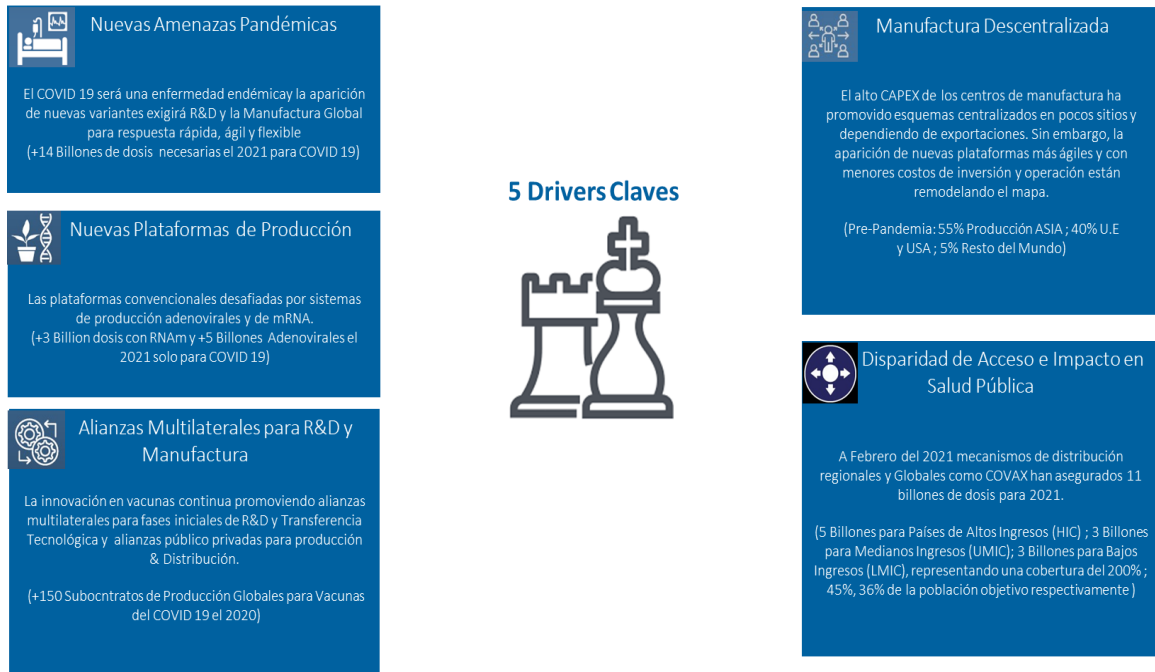 Nuevas Amenazas Pandémicas
El COVID 19 será una enfermedad endémicay la aparición
de nuevas variantes exigirá R&D y la Manufactura Global
para respuesta rápida, ágil y flexible
(+14 Billones de dosis necesarias el 2021 para COVID 19)
Nuevas Plataformas de Producción
Las plataformas convencionales desafiadas por sistemas
de producción adenovirales y de mRNA.
(+3 Billion dosis con RNAm y +5 Billones Adenovirales el
2021 solo para COVID 19)
Alianzas Multilaterales para R&D y
Manufactura
La innovación en vacunas continua promoviendo alianzas
multilaterales para fases iniciales de R&D y Transferencia
Tecnológica y alianzas público privadas para producción
& Distribución.
(+150 Subocntratos de Producción Globales para Vacunas
del COVID 19 el 2020)
5 Drivers Claves
Manufactura Descentralizada
El alto CAPEX de los centros de manufactura ha
promovido esquemas centralizados en pocos sitios y
dependiendo de exportaciones. Sin embargo, la
aparición de nuevas plataformas más ágiles y con
menores costos de inversión y operación están
remodelando el mapa.
(Pre-Pandemia: 55% Producción ASIA ; 40% U.E
y USA ; 5% Resto del Mundo)
Disparidad de Acceso e Impacto en
Salud Pública
A Febrero del 2021 mecanismos de distribución
regionales y Globales como COVAX han asegurados 11
billones de dosis para 2021.
(5 Billones para Países de Altos Ingresos (HIC) ; 3 Billones
para Medianos Ingresos (UMIC); 3 Billones para Bajos
Ingresos (LMIC), representando una cobertura del 200% ;
45%, 36% de la población objetivo respectivamente )